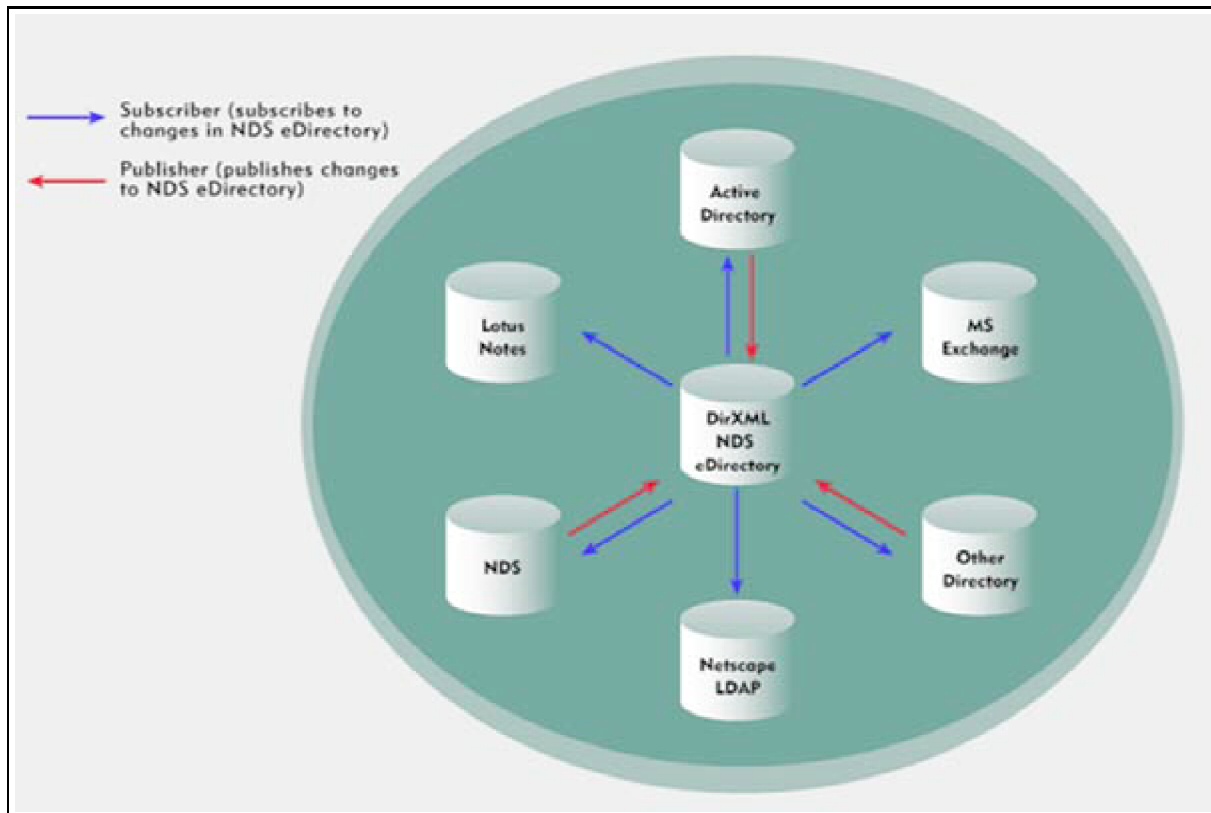 Subscriber (subscribes to
changes in NDS eDirectory)
Publisher (publishes changes
to NDS eDirectory)
Active
Directory
Lotus
Notes
MS
Exchange
DirXML
NDS
eDirectory
NDS
Other
Directory
Netscape
LDAP